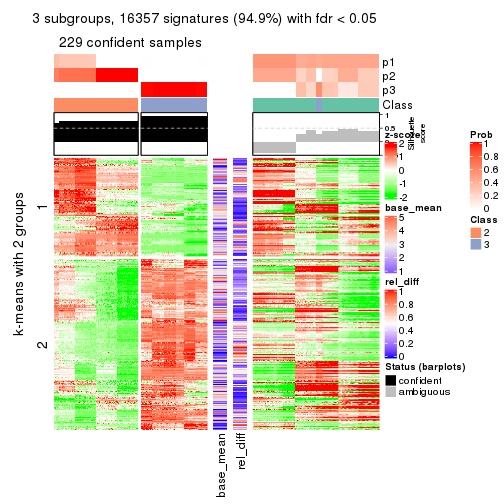 3 subgroups, 16357 signatures (94.9%) with fdr < 0.05
229 confident samples
p1
p2
p3
Class
1
0.5
0
Silhouette
score
k-means with 2 groups
1
2
base_mean
rel_diff
z-score
2
1
0
-1
-2
base_mean
5
4
3
2
1
rel_diff
1
0.8
0.6
0.4
0.2
0
Status (barplots)
confident
ambiguous
Prob
1
0.8
0.6
0.4
0.2
0
Class
2
3